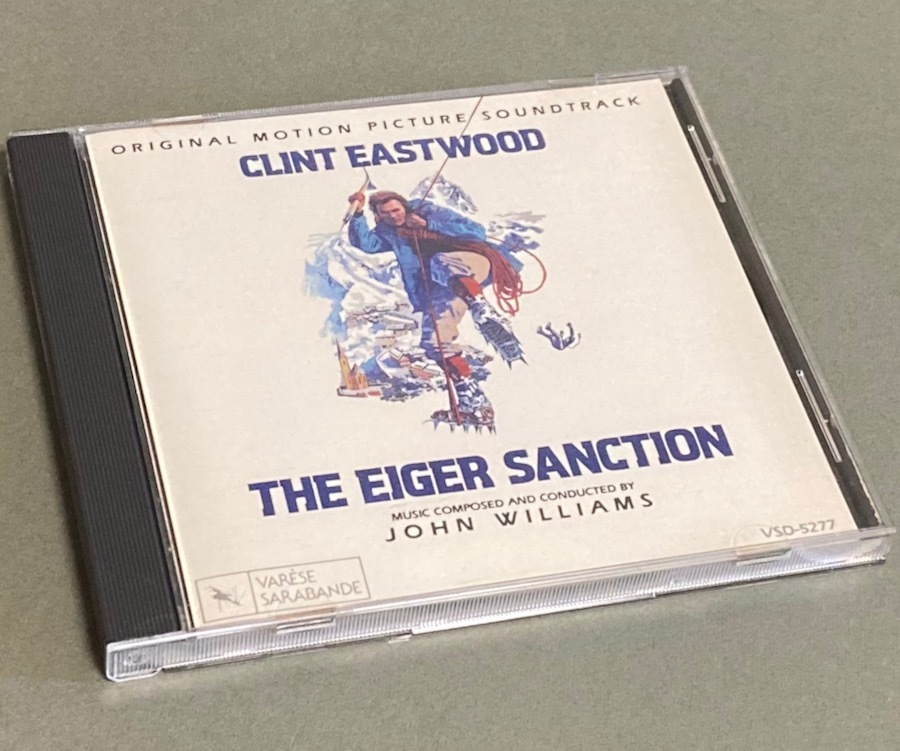 ORIGINAL MOTION PICTURE SOUNDTRACK
CLINT EASTWOOD
THE EIGER SANCTION
MUSIC COMPOSED AND CONDUCTED BY
JOHN WILLIAMS
VSD-5277
VARÈSE
SARABANDE